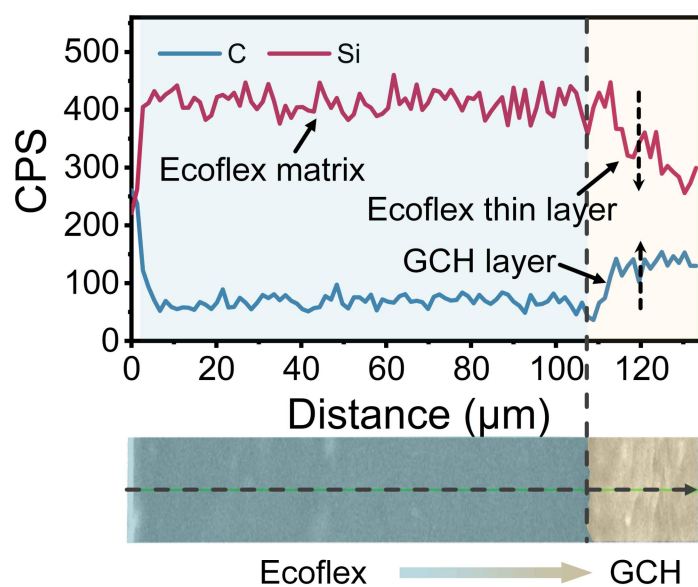 C Si
500
400
300
200
100
0
CPS
Ecoflex matrix
Ecoflex thin layer
GCH layer
0 20 40 60 80 100 120
Distance (μm)
Ecoflex GCH